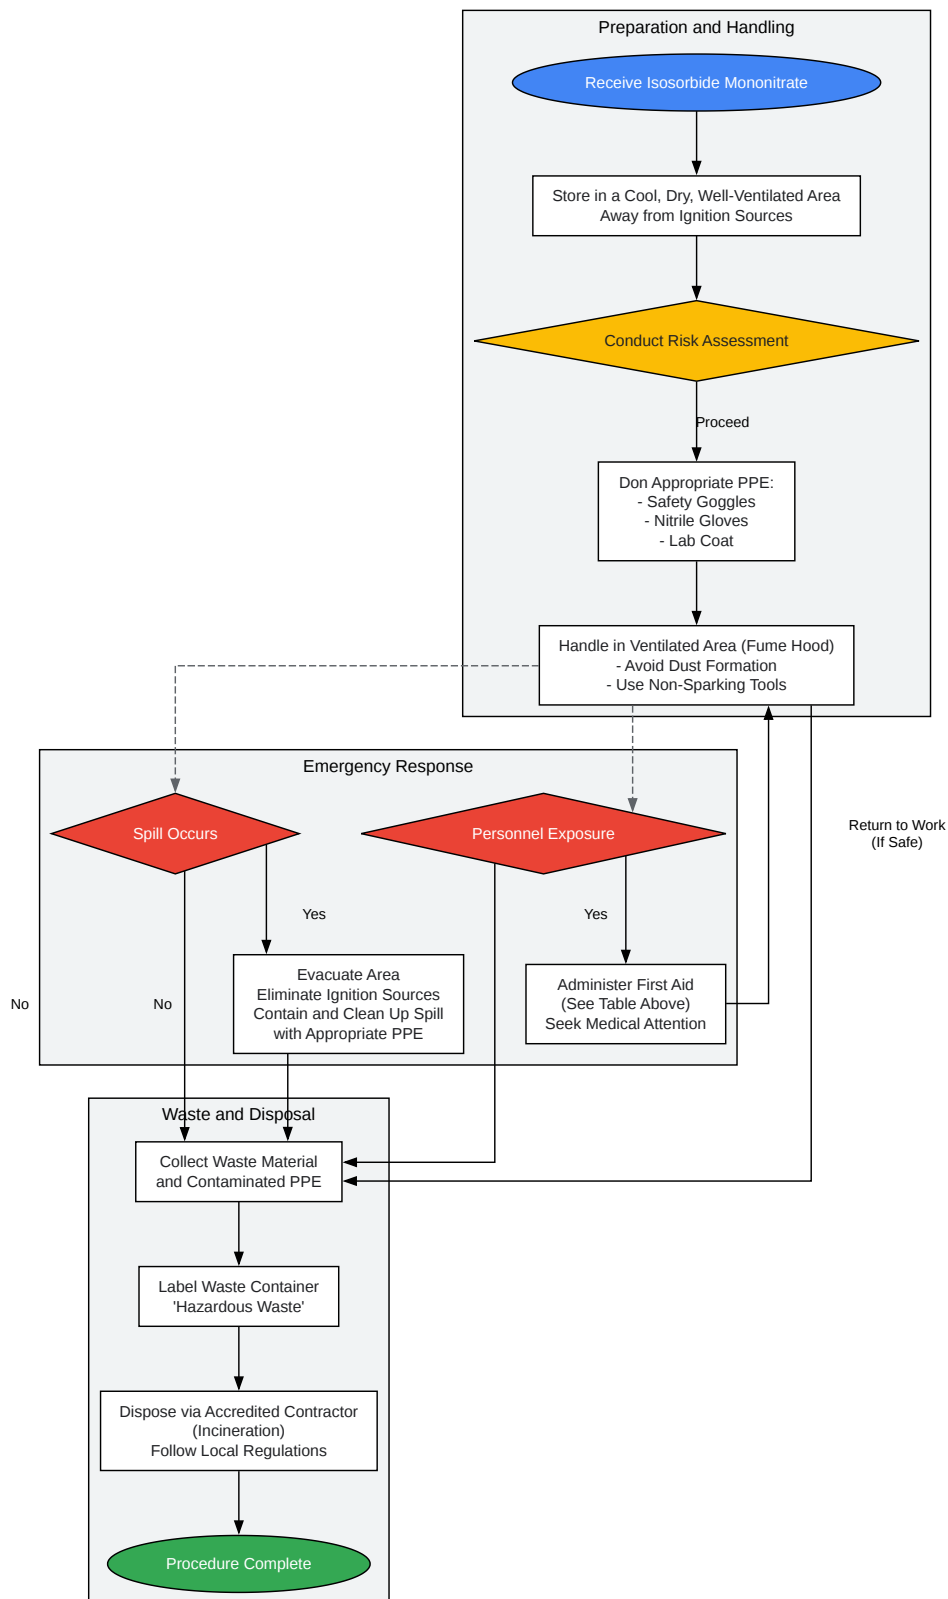 Preparation and Handling
Receive Isosorbide Mononitrate
Store in a Cool, Dry, Well-Ventilated Area
Away from Ignition Sources
Conduct Risk Assessment
Proceed
Don Appropriate PPE:
- Safety Goggles
- Nitrile Gloves
- Lab Coat
Handle in Ventilated Area (Fume Hood)
- Avoid Dust Formation
- Use Non-Sparking Tools
Emergency Response
Spill Occurs
Personnel Exposure
Return to Work
(If Safe)
Yes
Yes
No
No
Evacuate Area
Eliminate Ignition Sources
Contain and Clean Up Spill
with Appropriate PPE
Administer First Aid
(See Table Above)
Seek Medical Attention
Waste and Disposal
Collect Waste Material
and Contaminated PPE
Label Waste Container
'Hazardous Waste'
Dispose via Accredited Contractor
(Incineration)
Follow Local Regulations
Procedure Complete